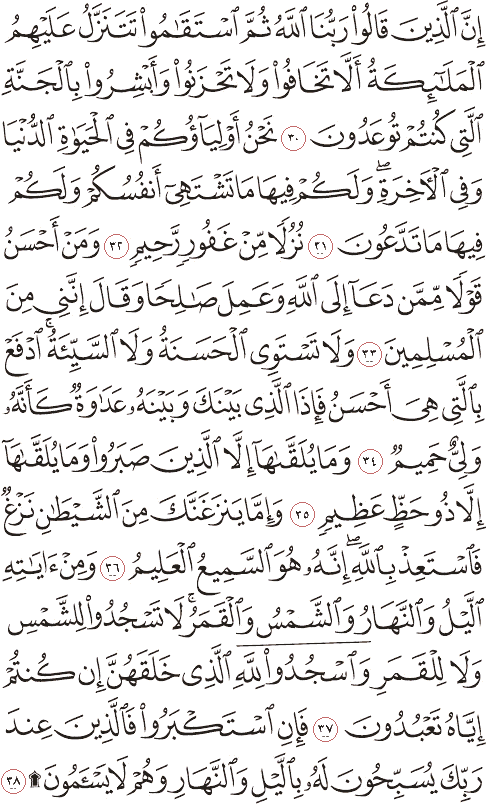 إِنَّ ٱلَّذِينَ قَالُوا۟ رَبُّنَا ٱللَّهُ ثُمَّ ٱسْتَقَـٰمُوا۟ تَتَنَزَّلُ عَلَيْهِمُ
ٱلْمَلَـٰٓئِكَةُ أَلَّا تَخَافُوا۟ وَلَا تَحْزَنُوا۟ وَأَبْشِرُوا۟ بِٱلْجَنَّةِ
ٱلَّتِى كُنتُمْ تُوعَدُونَ ٣٠ نَحْنُ أَوْلِيَآؤُكُمْ فِى ٱلْحَيَوٰةِ ٱلدُّنْيَا
وَفِى ٱلْـَٔاخِرَةِ ۖ وَلَكُمْ فِيهَا مَا تَشْتَهِىٓ أَنفُسُكُمْ وَلَكُمْ
فِيهَا مَا تَدَّعُونَ ٣١ نُزُلًا مِّنْ غَفُورٍ رَّحِيمٍ ٣٢ وَمَنْ أَحْسَنُ
قَوْلًا مِّمَّن دَعَآ إِلَى ٱللَّهِ وَعَمِلَ صَـٰلِحًا وَقَالَ إِنَّنِى مِنَ
ٱلْمُسْلِمِينَ ٣٣ وَلَا تَسْتَوِى ٱلْحَسَنَةُ وَلَا ٱلسَّيِّئَةُ ۚ ٱدْفَعْ
بِٱلَّتِى هِىَ أَحْسَنُ فَإِذَا ٱلَّذِى بَيْنَكَ وَبَيْنَهُۥ عَدَٰوَةٌ كَأَنَّهُۥ
وَلِىٌّ حَمِيمٌ ٣٤ وَمَا يُلَقَّىٰهَآ إِلَّا ٱلَّذِينَ صَبَرُوا۟ وَمَا يُلَقَّىٰهَآ
إِلَّا ذُو حَظٍّ عَظِيمٍ ٣٥ وَإِمَّا يَنزَغَنَّكَ مِنَ ٱلشَّيْطَـٰنِ نَزْغٌ
فَٱسْتَعِذْ بِٱللَّهِ ۖ إِنَّهُۥ هُوَ ٱلسَّمِيعُ ٱلْعَلِيمُ ٣٦ وَمِنْ ءَايَـٰتِهِ
ٱلَّيْلُ وَٱلنَّهَارُ وَٱلشَّمْسُ وَٱلْقَمَرُ ۚ لَا تَسْجُدُوا۟ لِلشَّمْسِ
وَلَا لِلْقَمَرِ وَٱسْجُدُوا۟ لِلَّهِ ٱلَّذِى خَلَقَهُنَّ إِن كُنتُمْ
إِيَّاهُ تَعْبُدُونَ ٣٧ فَإِنِ ٱسْتَكْبَرُوا۟ فَٱلَّذِينَ عِندَ
رَبِّكَ يُسَبِّحُونَ لَهُۥ بِٱلَّيْلِ وَٱلنَّهَارِ وَهُمْ لَا يَسْـَٔمُونَ ۩ ٣٨